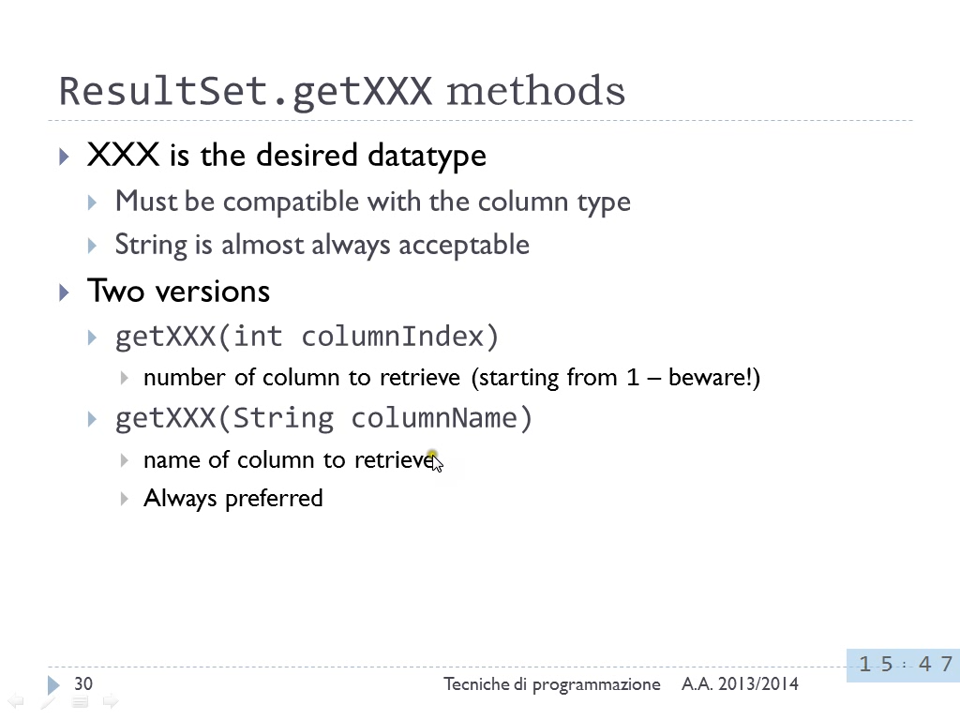 ResultSet.getXXX methods
XXX is the desired datatype
Must be compatible with the column type
String is almost always acceptable
Two versions
getXXX(int columnIndex)
number of column to retrieve (starting from 1 – beware!)
getXXX(String columnName)
name of column to retrieve
Always preferred
30
Tecniche di programmazione A.A. 2013/2014
15:47